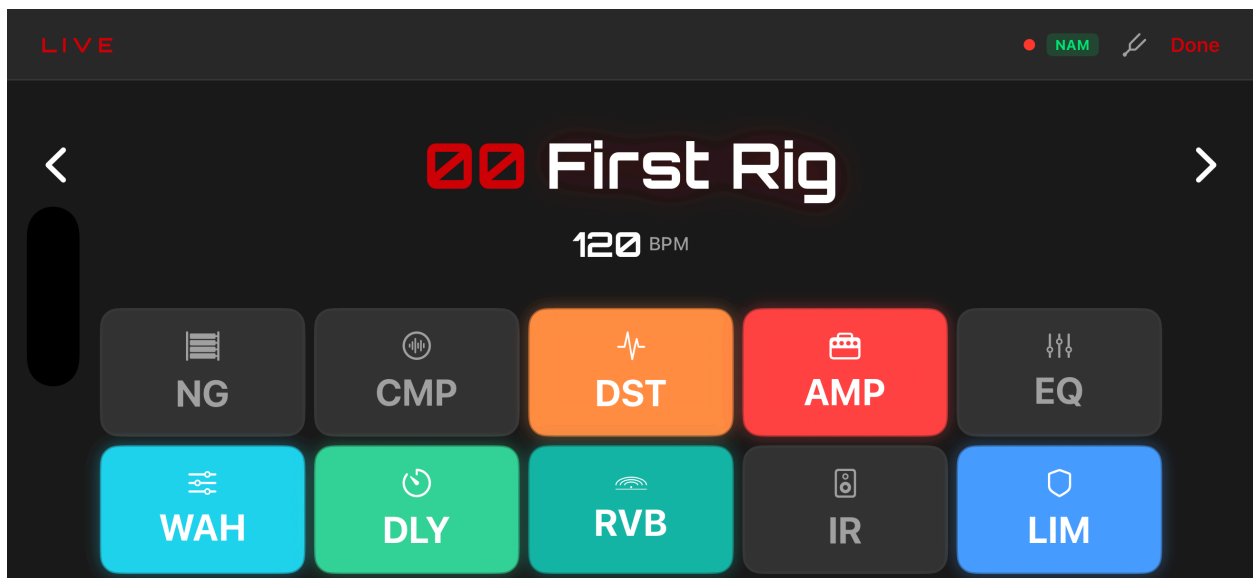 LIVE
NAM Done
00 First Rig
120 BPM
NG CMP DST AMP EQ
WAH DLY RVB IR LIM